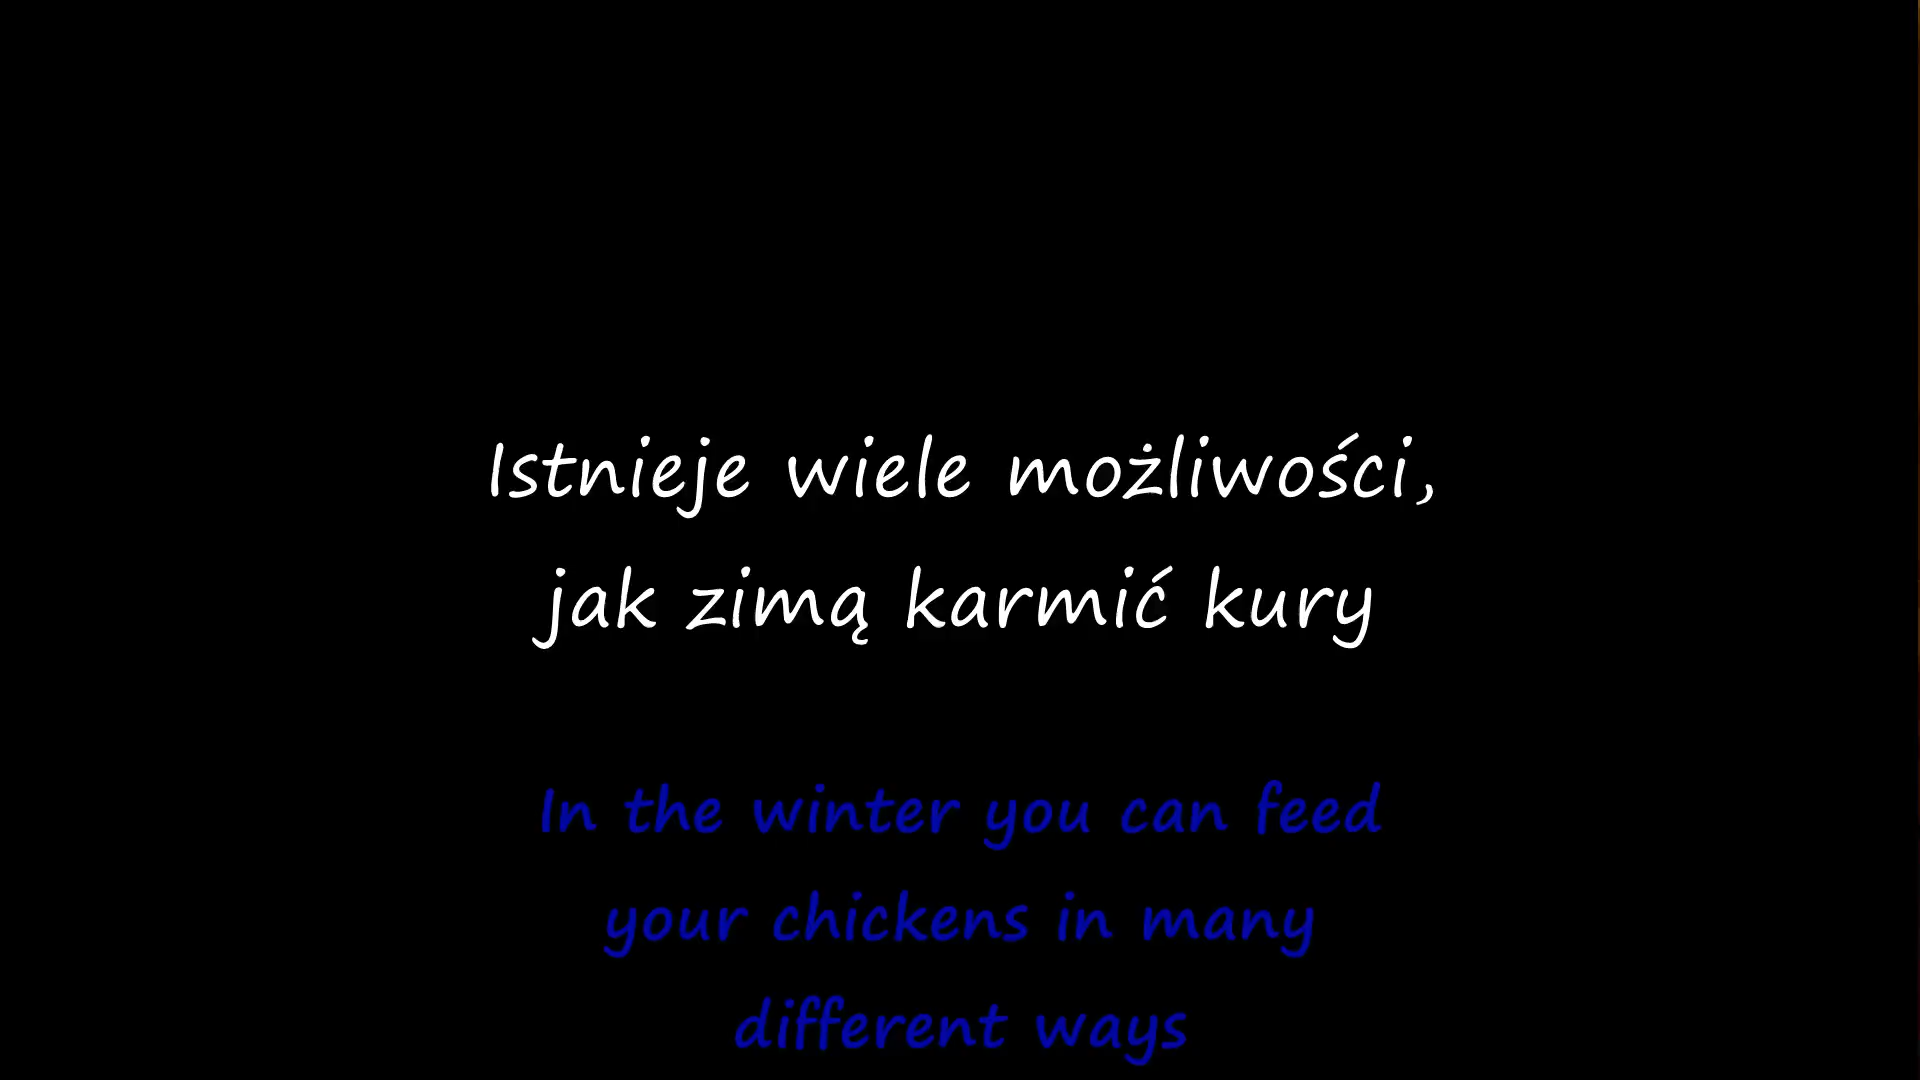 Istnieje wiele możliwości,
jak zimą karmić kury
In the winter you can feed
your chickens in many
different ways